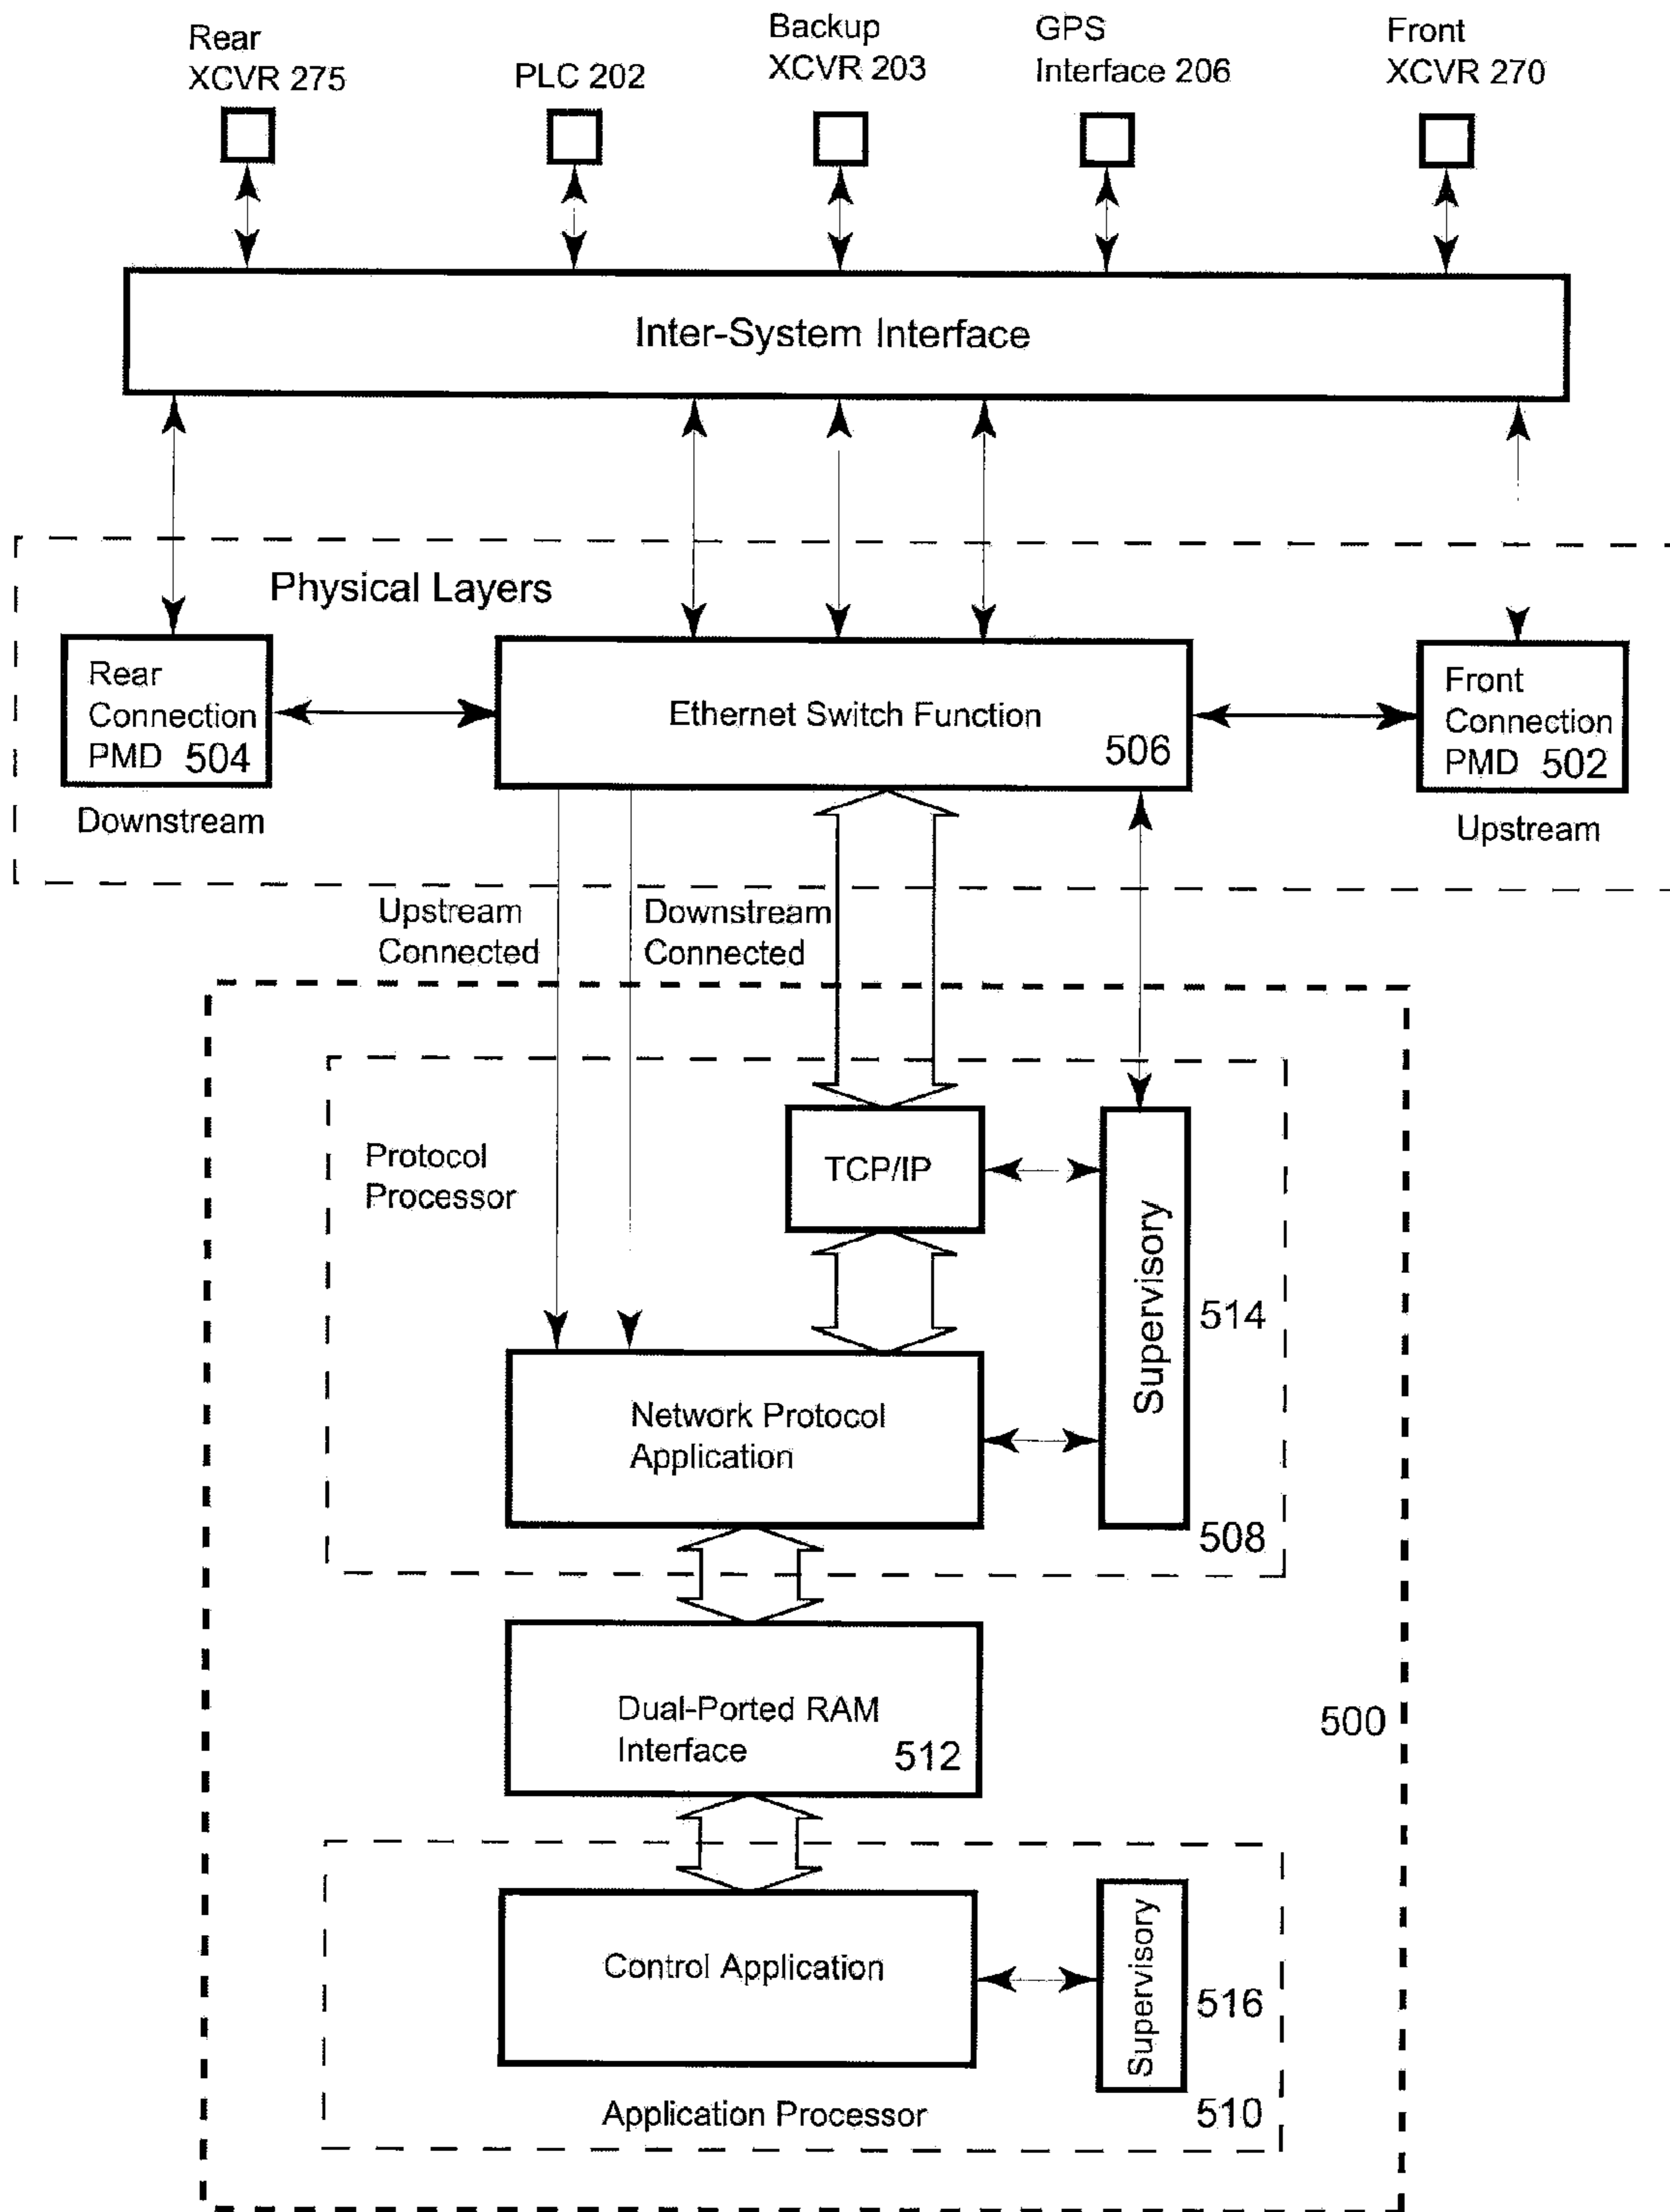 Rear
XCVR 275
PLC 202
Backup
XCVR 203
GPS
Interface 206
Front
XCVR 270
Inter-System Interface
Physical Layers
Rear
Connection
PMD 504
Downstream
Ethernet Switch Function
506
Front
Connection
PMD 502
Upstream
Upstream
Connected
Downstream
Connected
Protocol
Processor
TCP/IP
Supervisory
514
Network Protocol
Application
508
Dual-Ported RAM
Interface
512
500
Control Application
Supervisory
516
Application Processor
510